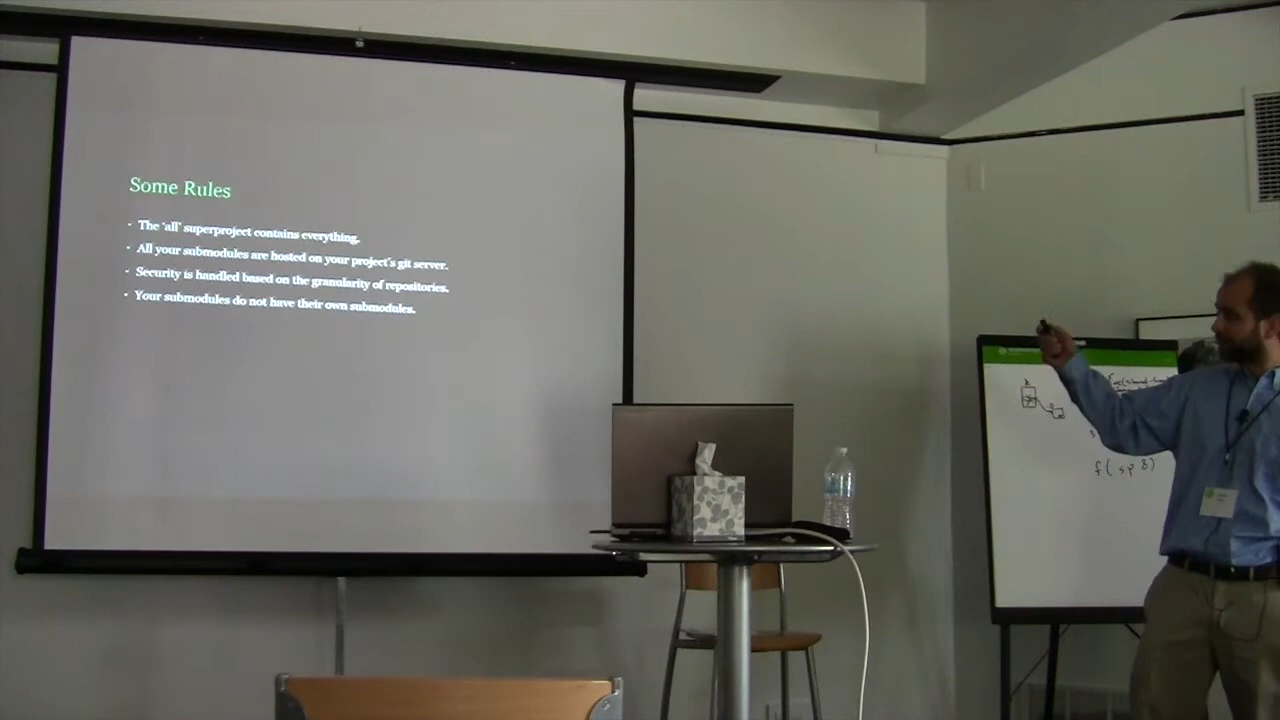 Some Rules
- The 'all' superproject contains everything.
- All your submodules are hosted on your project's git server.
- Security is handled based on the granularity of repositories.
- Your submodules do not have their own submodules.